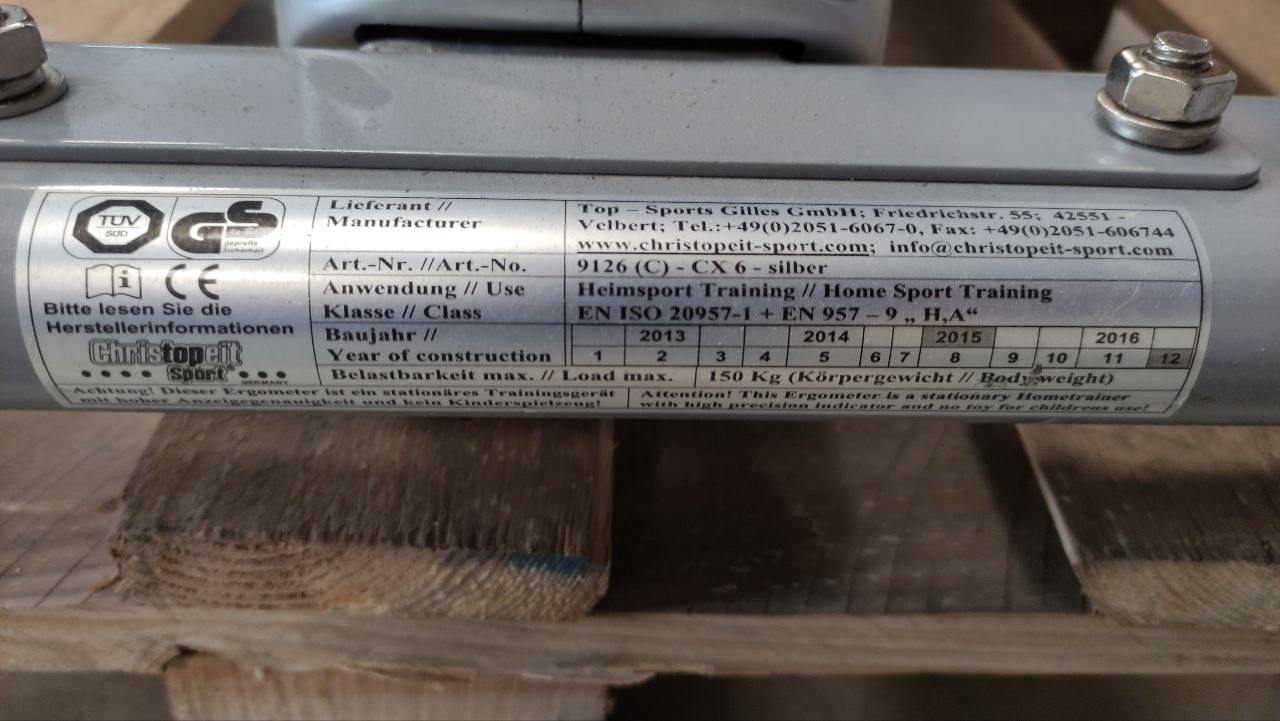 TÜV
SÜD
GS
geprüfte
Sicherheit
CE
Bitte lesen Sie die
Herstellerinformationen
Christopeit
Sport®
GERMANY
Lieferant //
Manufacturer
Top – Sports Gilles GmbH; Friedrichstr. 55; 42551 -
Velbert; Tel.:+49(0)2051-6067-0, Fax: +49(0)2051-606744
www.christopeit-sport.com; info@christopeit-sport.com
Art.-Nr. //Art.-No. 9126 (C) - CX 6 - silber
Anwendung // Use Heimsport Training // Home Sport Training
Klasse // Class EN ISO 20957-1 + EN 957 – 9 „ H,A“
Baujahr // 2013 2014 2015 2016
Year of construction 1 2 3 4 5 6 7 8 9 10 11 12
Belastbarkeit max. // Load max. 150 Kg (Körpergewicht // Body weight)
Achtung! Dieser Ergometer ist ein stationäres Trainingsgerät
mit hoher Anzeigegenauigkeit und kein Kinderspielzeug!
Attention! This Ergometer is a stationary Hometrainer
with high precision indicator and no toy for childrens use!